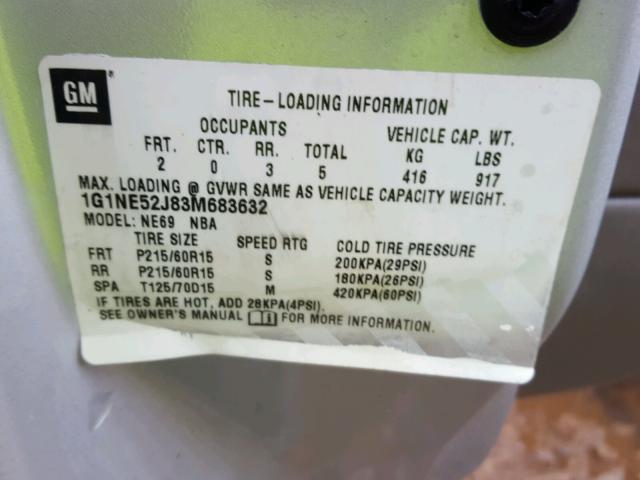 GM
TIRE-LOADING INFORMATION
OCCUPANTS VEHICLE CAP. WT.
FRT. CTR. RR. TOTAL KG LBS
2 0 3 5 416 917
MAX. LOADING @ GVWR SAME AS VEHICLE CAPACITY WEIGHT.
1G1NE52J83M683632
MODEL: NE69 NBA
TIRE SIZE SPEED RTG COLD TIRE PRESSURE
FRT P215/60R15 S 200KPA(29PSI)
RR P215/60R15 S 180KPA(26PSI)
SPA T125/70D15 M 420KPA(60PSI)
IF TIRES ARE HOT, ADD 28KPA(4PSI).
SEE OWNER'S MANUAL FOR MORE INFORMATION.